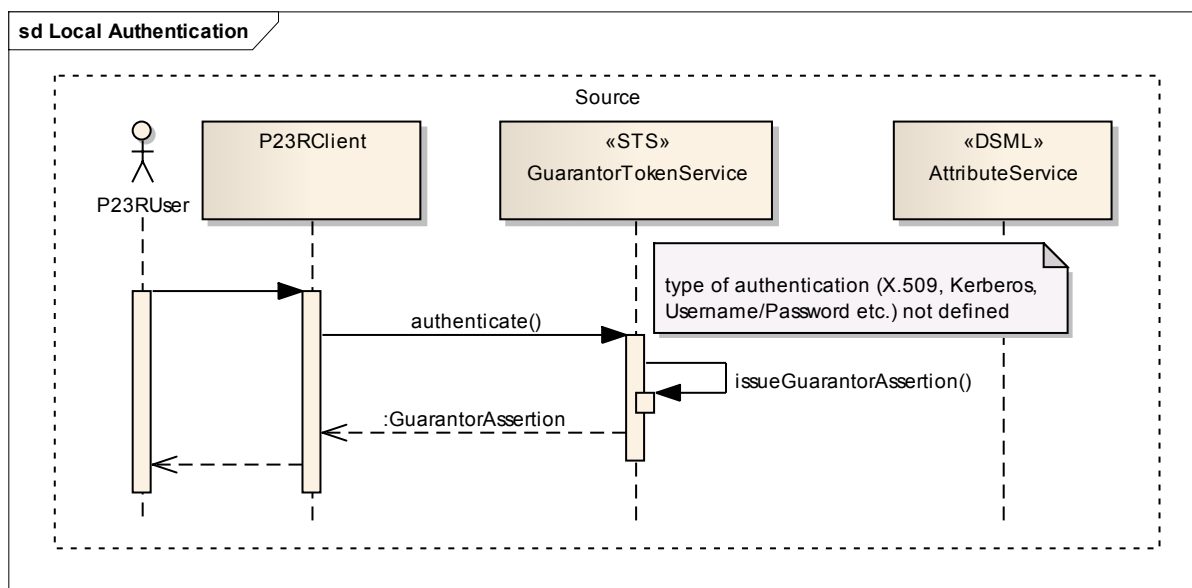 sd Local Authentication
Source
P23RUser
P23RClient
«STS»
GuarantorTokenService
«DSML»
AttributeService
type of authentication (X.509, Kerberos,
Username/Password etc.) not defined
authenticate()
issueGuarantorAssertion()
:GuarantorAssertion